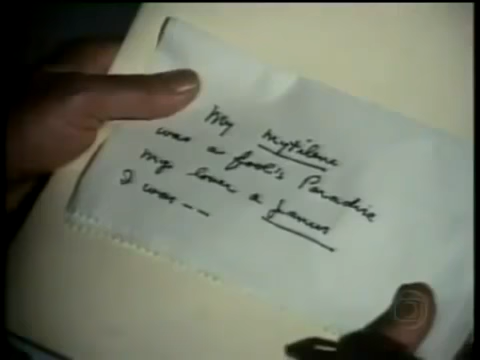 My mytilene
was a fool's Paradise
my lover a Janus
I was ---